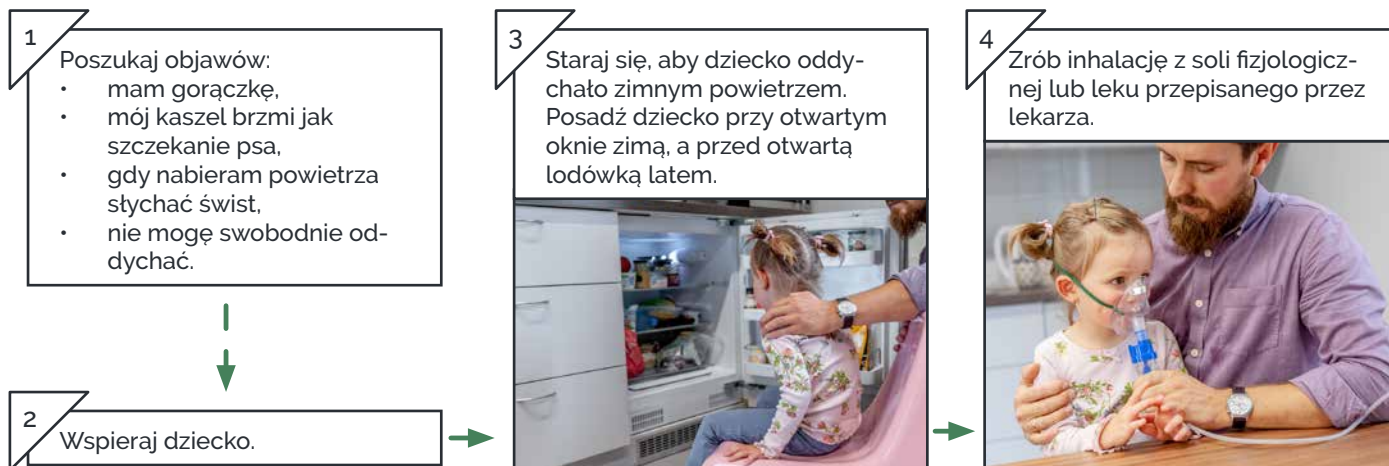 1
Poszukaj objawów:
• mam gorączkę,
• mój kaszel brzmi jak
szczekanie psa,
• gdy nabieram powietrza
słychać świst,
• nie mogę swobodnie od-
dychać.
2
Wspieraj dziecko.
3
Staraj się, aby dziecko oddy-
chało zimnym powietrzem.
Posadź dziecko przy otwartym
oknie zimą, a przed otwartą
lodówką latem.
4
Zrób inhalację z soli fizjologicz-
nej lub leku przepisanego przez
lekarza.